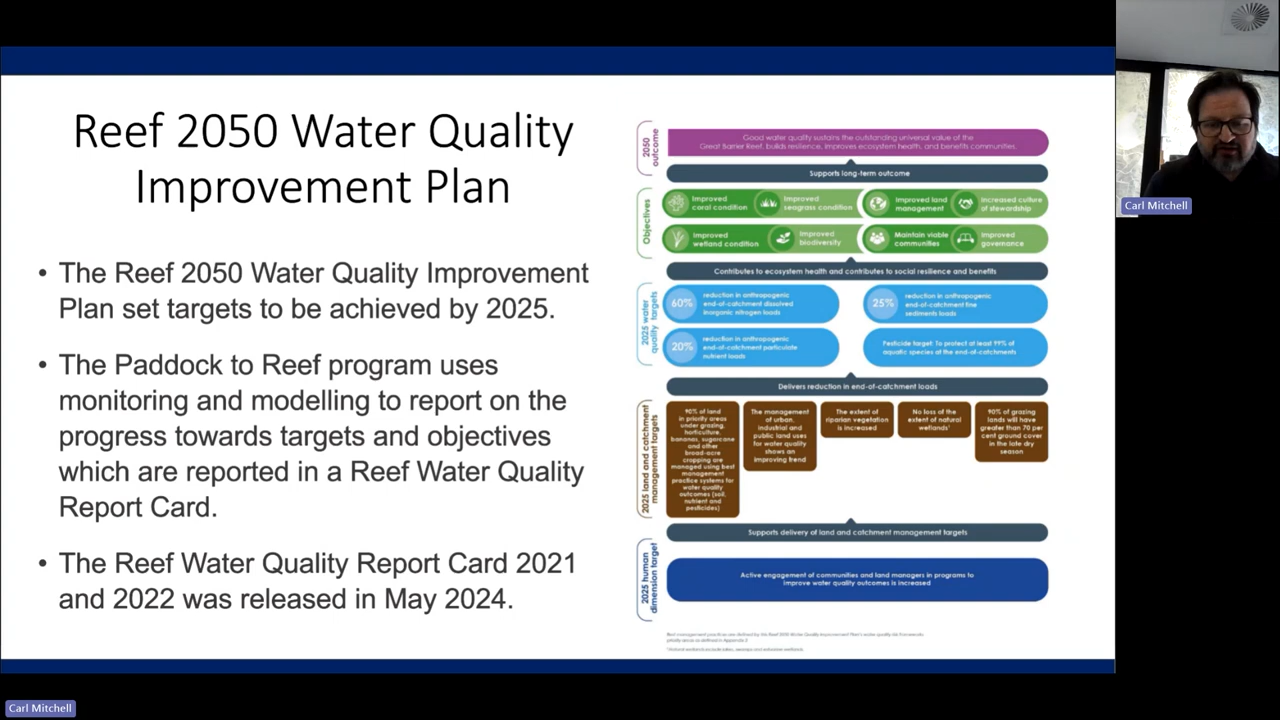 Reef 2050 Water Quality
Improvement Plan
• The Reef 2050 Water Quality Improvement
Plan set targets to be achieved by 2025.
• The Paddock to Reef program uses
monitoring and modelling to report on the
progress towards targets and objectives
which are reported in a Reef Water Quality
Report Card.
• The Reef Water Quality Report Card 2021
and 2022 was released in May 2024.
2050
outcome
Good water quality sustains the outstanding universal value of the
Great Barrier Reef, builds resilience, improves ecosystem health, and benefits communities.
Supports long-term outcome
Objectives
Improved
coral condition
Improved
seagrass condition
Improved land
management
Increased culture
of stewardship
Improved
wetland condition
Improved
biodiversity
Maintain viable
communities
Improved
governance
Contributes to ecosystem health and contributes to social resilience and benefits
2025 water
quality targets
60%
reduction in anthropogenic
end-of-catchment dissolved
inorganic nitrogen loads
25%
reduction in anthropogenic
end-of-catchment fine
sediments loads
20%
reduction in anthropogenic
end-of-catchment particulate
nutrient loads
Pesticide target: To protect at least 99% of
aquatic species at the end-of-catchments
Delivers reduction in end-of-catchment loads
2025 land and catchment
management targets
90% of land
in priority areas
under grazing,
horticulture,
bananas, sugarcane
and other
broad-acre
cropping are
managed using best
management
practice systems for
water quality
outcomes (soil,
nutrient and
pesticides)
The management
of urban,
industrial and
public land uses
for water quality
shows an
improving trend
The extent of
riparian vegetation
is increased
No loss of the
extent of natural
wetlands¹
90% of grazing
lands will have
greater than 70 per
cent ground cover
in the late dry
season
Supports delivery of land and catchment management targets
2025 human
dimension target
Active engagement of communities and land managers in programs to
improve water quality outcomes is increased
Carl Mitchell
Carl Mitchell